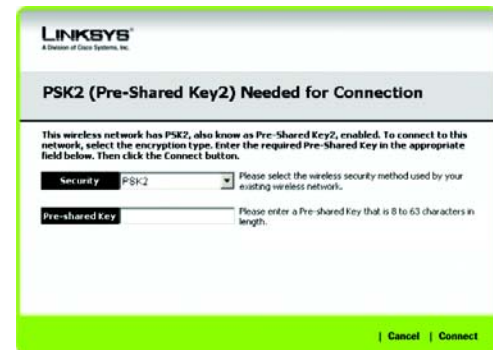 LINKSYS®
A Division of Cisco Systems, Inc.
PSK2 (Pre-Shared Key2) Needed for Connection
This wireless network has PSK2, also know as Pre-Shared Key2, enabled. To connect to this
network, select the encryption type. Enter the required Pre-Shared Key in the appropriate
field below. Then click the Connect button.
Security PSK2 Please select the wireless security method used by your
existing wireless network.
Pre-shared Key Please enter a Pre-shared Key that is 8 to 63 characters in
length.
| Cancel | Connect